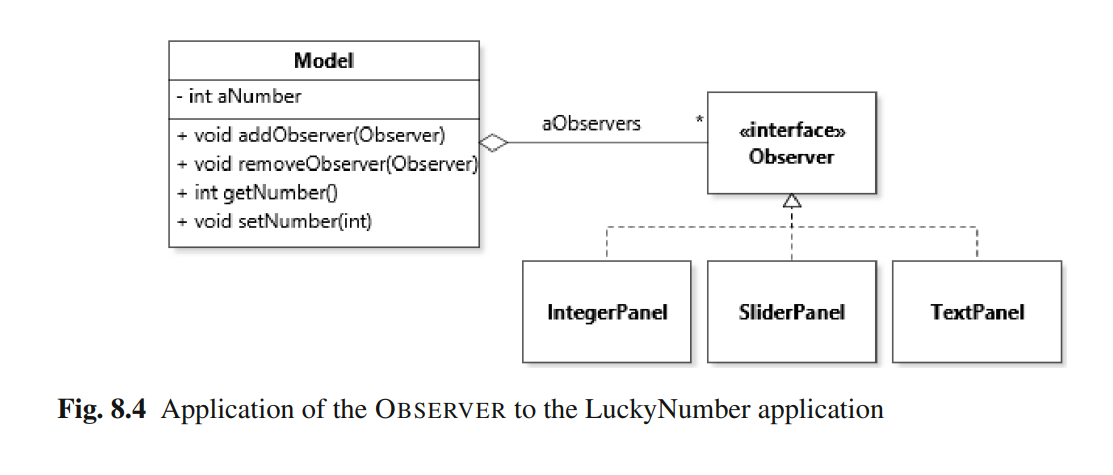 Model
- int aNumber
+ void addObserver(Observer)
+ void removeObserver(Observer)
+ int getNumber()
+ void setNumber(int)
aObservers
*
«interface»
Observer
IntegerPanel
SliderPanel
TextPanel
Fig. 8.4 Application of the OBSERVER to the LuckyNumber application